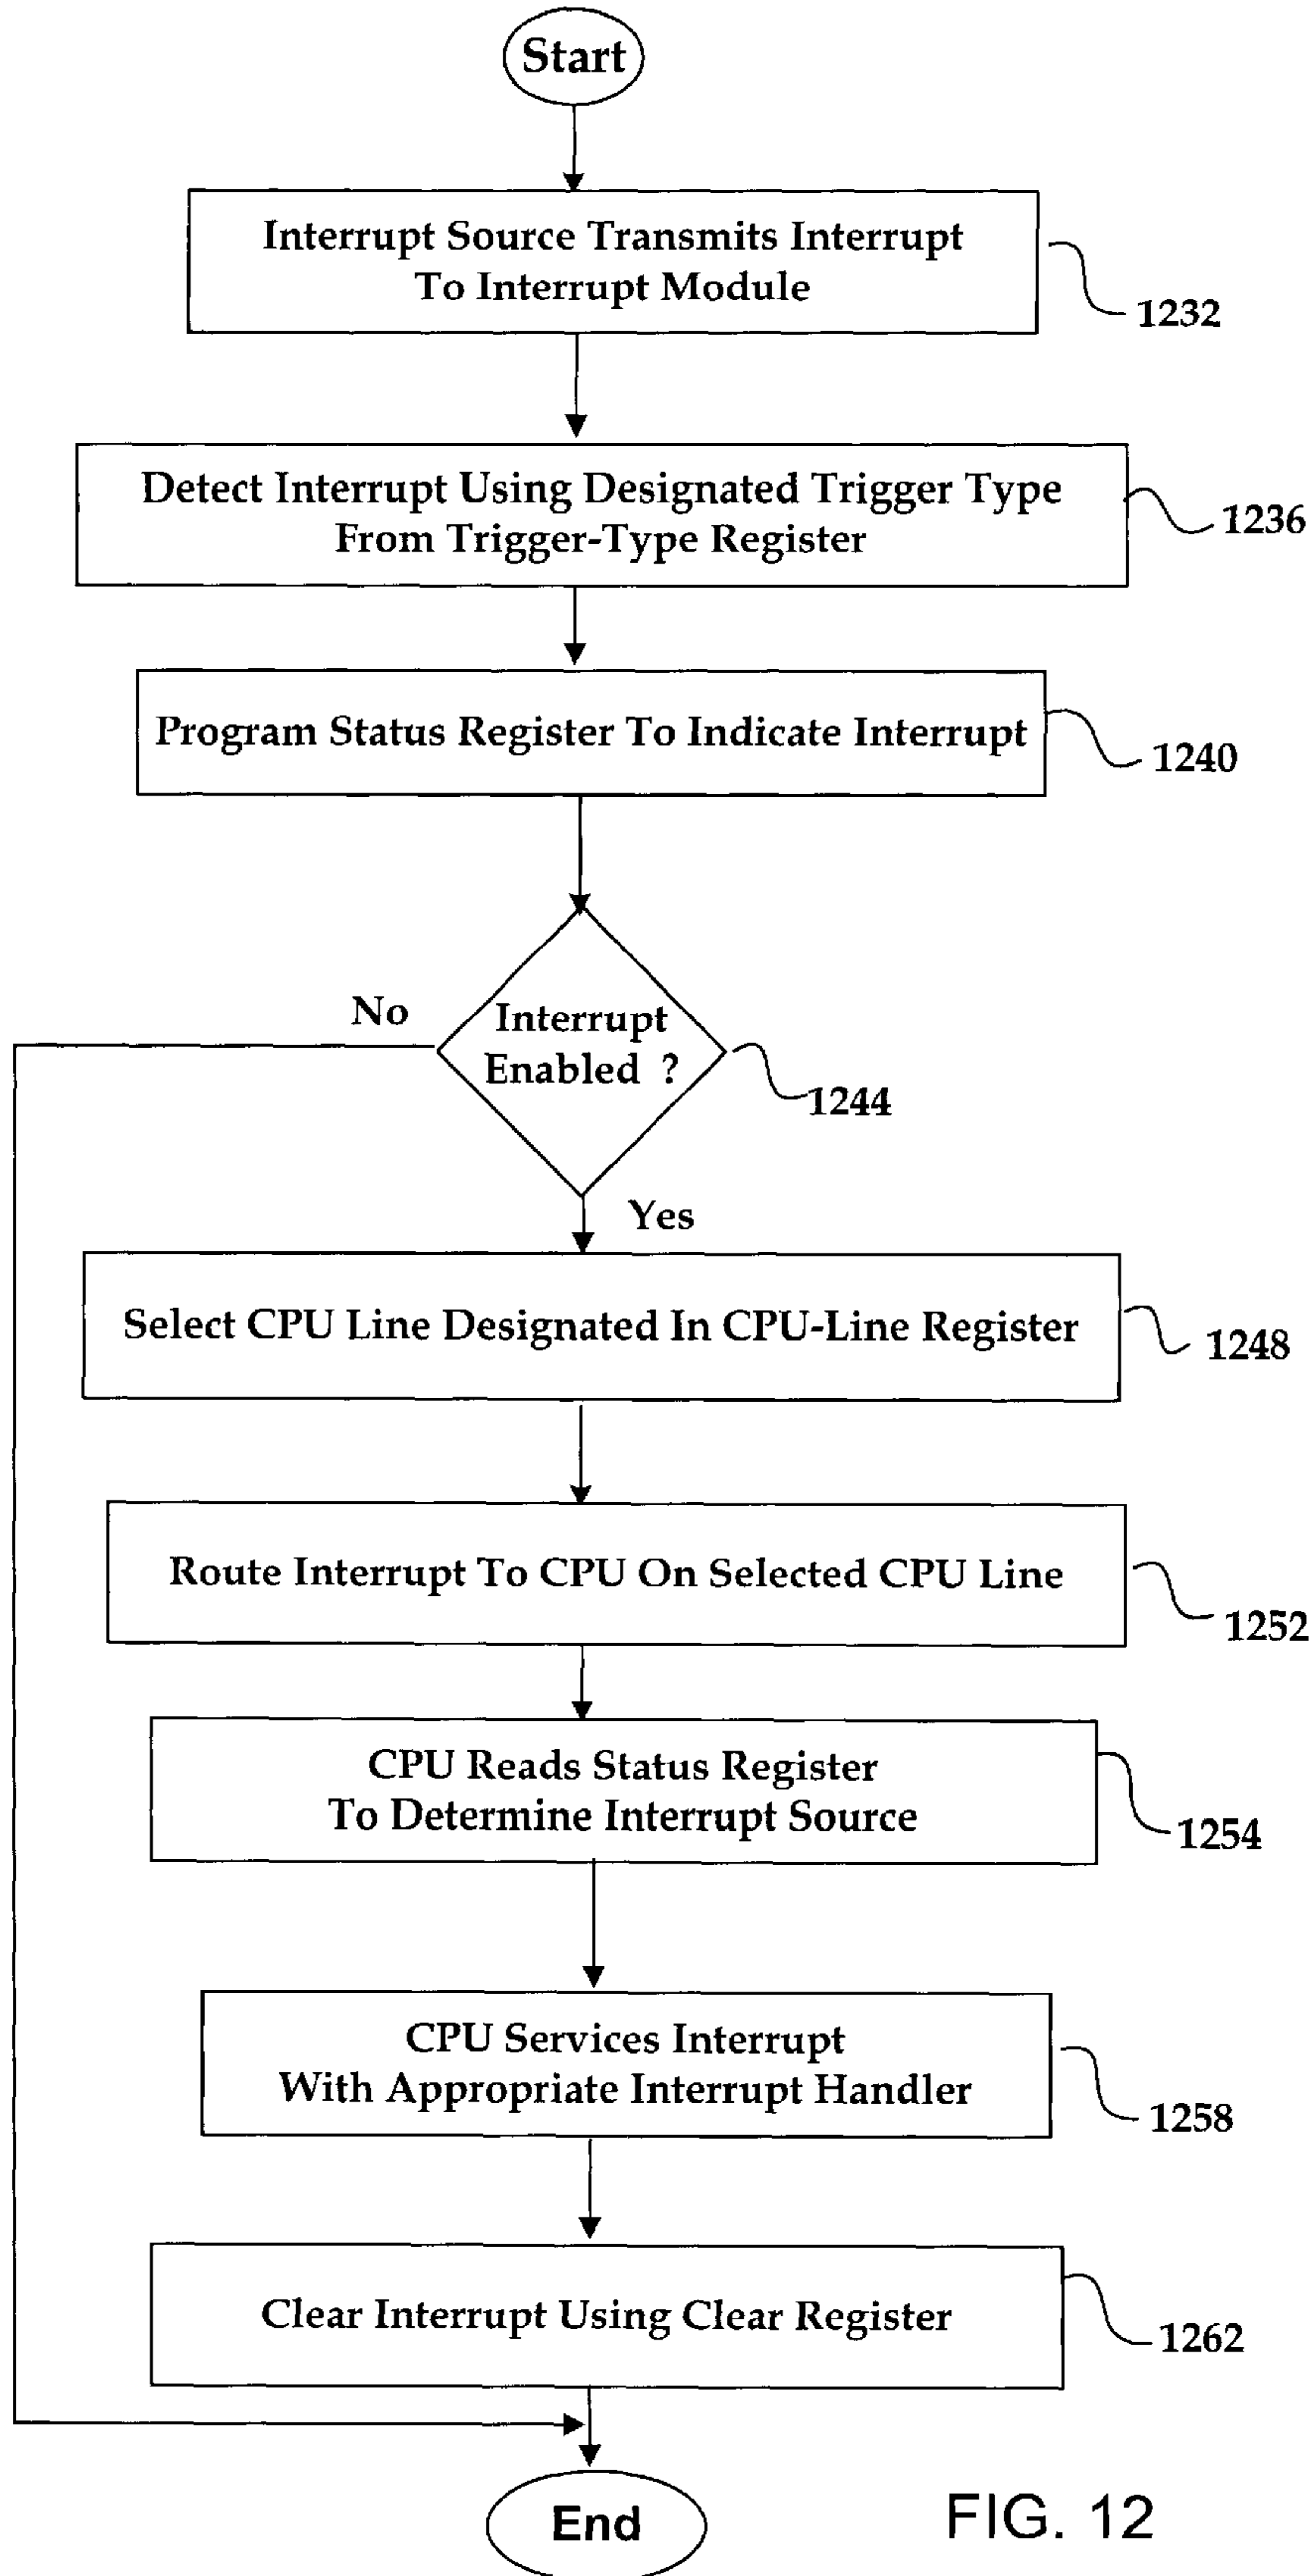 Start
Interrupt Source Transmits Interrupt
To Interrupt Module
1232
Detect Interrupt Using Designated Trigger Type
From Trigger-Type Register
1236
Program Status Register To Indicate Interrupt
1240
No
Interrupt
Enabled ?
1244
Yes
Select CPU Line Designated In CPU-Line Register
1248
Route Interrupt To CPU On Selected CPU Line
1252
CPU Reads Status Register
To Determine Interrupt Source
1254
CPU Services Interrupt
With Appropriate Interrupt Handler
1258
Clear Interrupt Using Clear Register
1262
End
FIG. 12